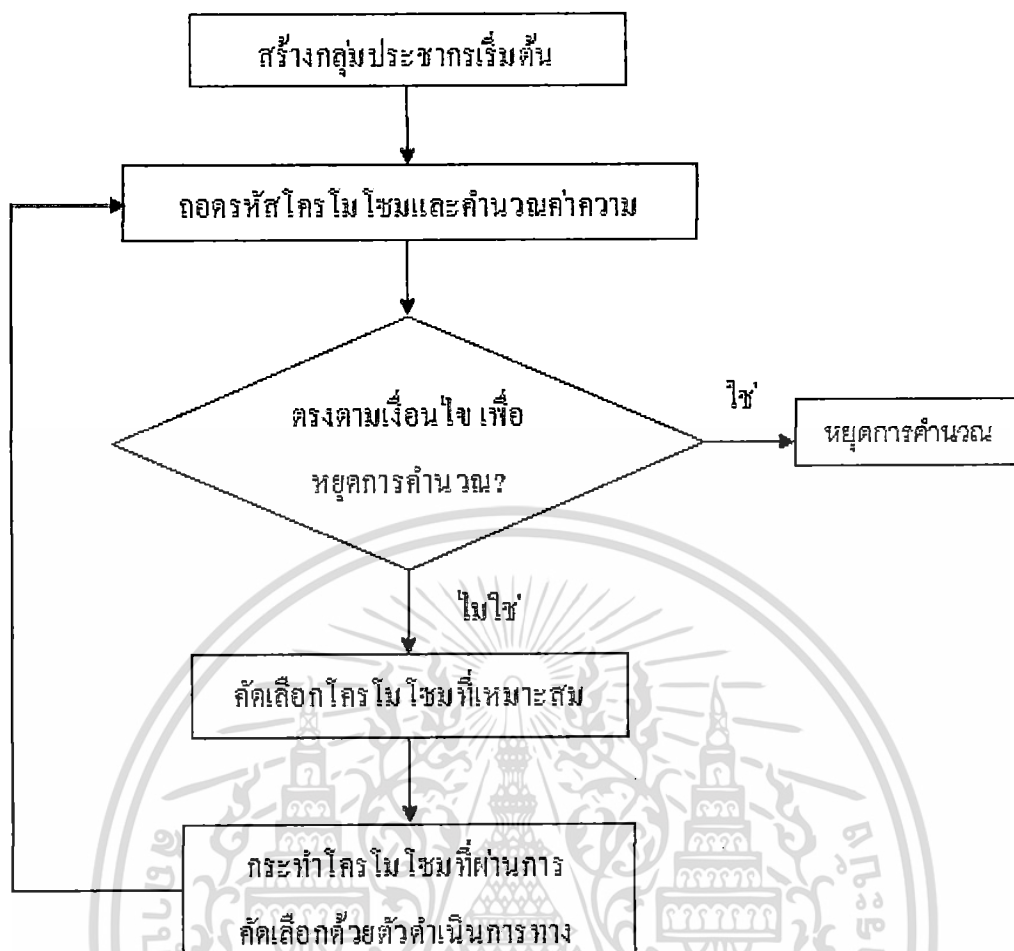 สร้างกลุ่มประชากรเริ่มต้น
ถอดรหัสโครโมโซมและคำนวณค่าความ
ตรงตามเงื่อนไข เพื่อ
หยุดการคำนวณ?
ใช่
หยุดการคำนวณ
ไม่ใช่
คัดเลือกโครโมโซมที่เหมาะสม
กระทำโครโมโซมที่ผ่านการ
คัดเลือกด้วยตัวดำเนินการทาง